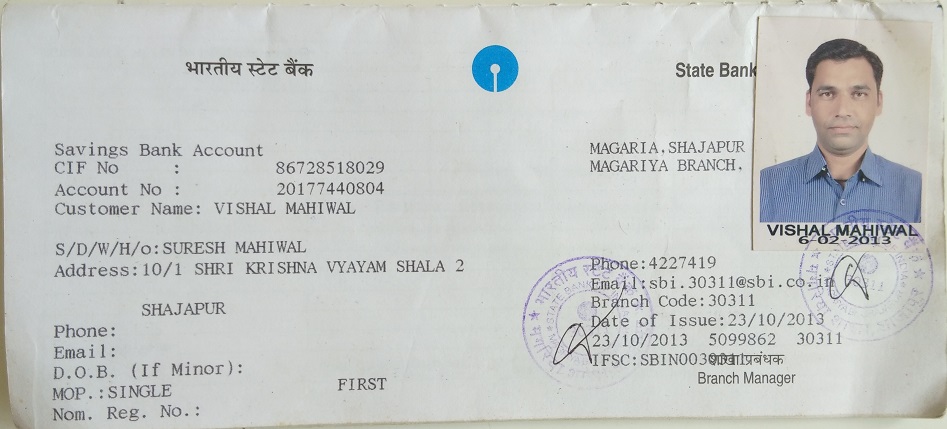 भारतीय स्टेट बैंक
State Bank
Savings Bank Account
CIF No : 86728518029
Account No : 20177440804
Customer Name: VISHAL MAHIWAL
S/D/W/H/o:SURESH MAHIWAL
Address:10/1 SHRI KRISHNA VYAYAM SHALA 2
SHAJAPUR
Phone:
Email:
D.O.B. (If Minor):
MOP.:SINGLE FIRST
Nom. Reg. No.:
MAGARIA,SHAJAPUR
MAGARIYA BRANCH.
VISHAL MAHIWAL
6-02-2013
Phone:4227419
Email:sbi.30311@sbi.co.in
Branch Code:30311
Date of Issue:23/10/2013
23/10/2013 5099862 30311
शाखा प्रबंधक
Branch Manager